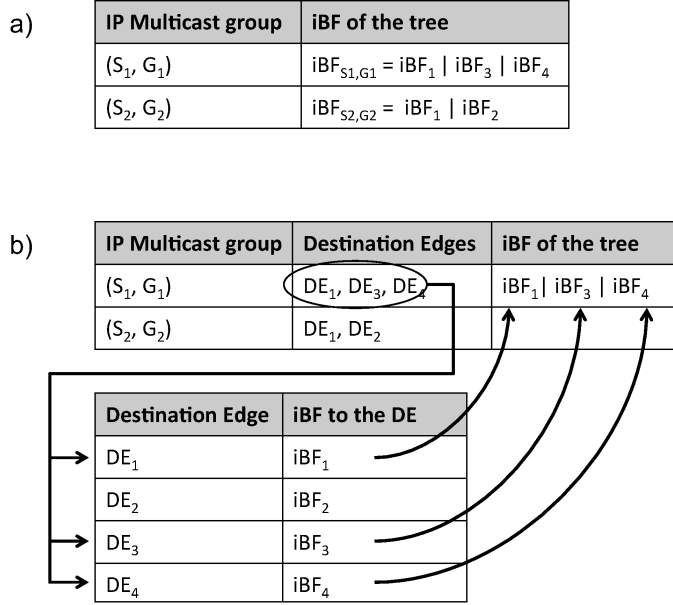 a)
IP Multicast group iBF of the tree
(S₁, G₁) iBF_S1,G1 = iBF₁ | iBF₃ | iBF₄
(S₂, G₂) iBF_S2,G2 = iBF₁ | iBF₂
b)
IP Multicast group Destination Edges iBF of the tree
(S₁, G₁) DE₁, DE₃, DE₄ iBF₁| iBF₃ | iBF₄
(S₂, G₂) DE₁, DE₂
Destination Edge iBF to the DE
DE₁ iBF₁
DE₂ iBF₂
DE₃ iBF₃
DE₄ iBF₄